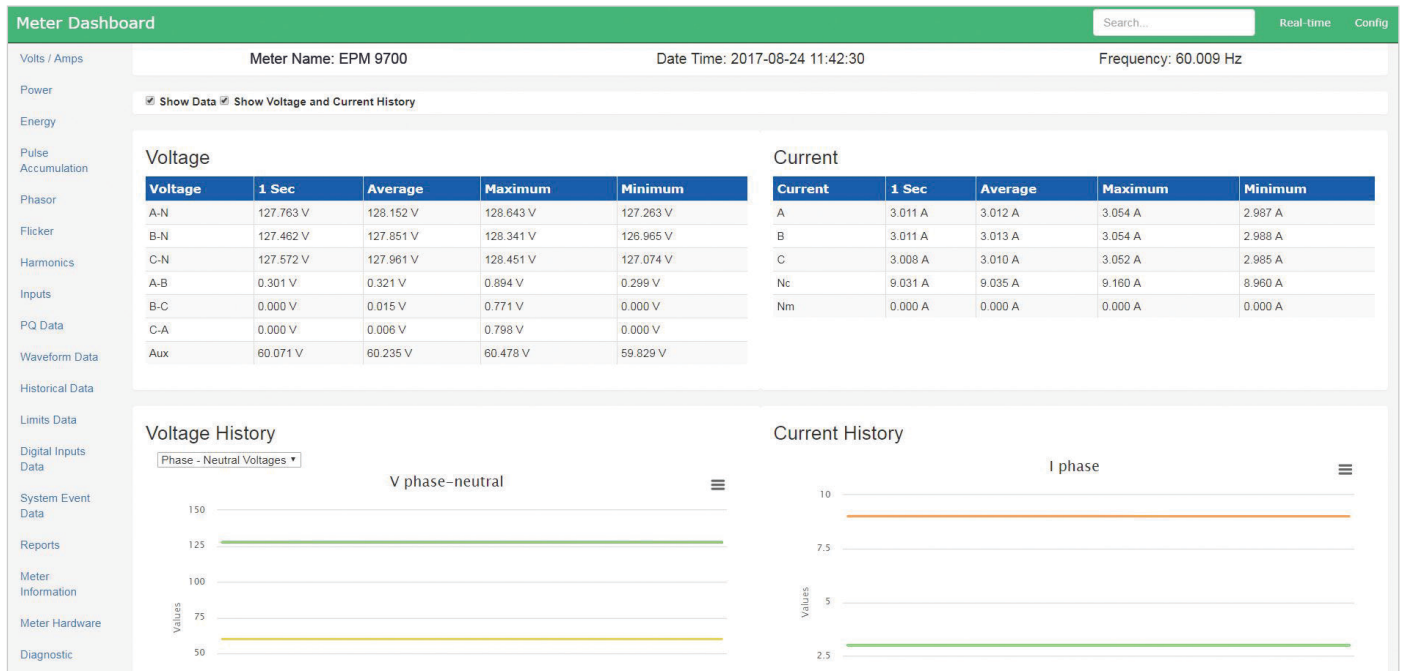 Meter Dashboard
Search...
Real-time
Config
Volts / Amps
Power
Energy
Pulse
Accumulation
Phasor
Flicker
Harmonics
Inputs
PQ Data
Waveform Data
Historical Data
Limits Data
Digital Inputs
Data
System Event
Data
Reports
Meter
Information
Meter Hardware
Diagnostic
Meter Name: EPM 9700
Date Time: 2017-08-24 11:42:30
Frequency: 60.009 Hz
Show Data Show Voltage and Current History
Voltage
Voltage 1 Sec Average Maximum Minimum
A-N 127.763 V 128.152 V 128.643 V 127.263 V
B-N 127.462 V 127.851 V 128.341 V 126.965 V
C-N 127.572 V 127.961 V 128.451 V 127.074 V
A-B 0.301 V 0.321 V 0.894 V 0.299 V
B-C 0.000 V 0.015 V 0.771 V 0.000 V
C-A 0.000 V 0.006 V 0.798 V 0.000 V
Aux 60.071 V 60.235 V 60.478 V 59.829 V
Current
Current 1 Sec Average Maximum Minimum
A 3.011 A 3.012 A 3.054 A 2.987 A
B 3.011 A 3.013 A 3.054 A 2.988 A
C 3.008 A 3.010 A 3.052 A 2.985 A
Nc 9.031 A 9.035 A 9.160 A 8.960 A
Nm 0.000 A 0.000 A 0.000 A 0.000 A
Voltage History
Phase - Neutral Voltages
V phase-neutral
150
125
100
75
50
Values
Current History
I phase
10
7.5
5
2.5
Values